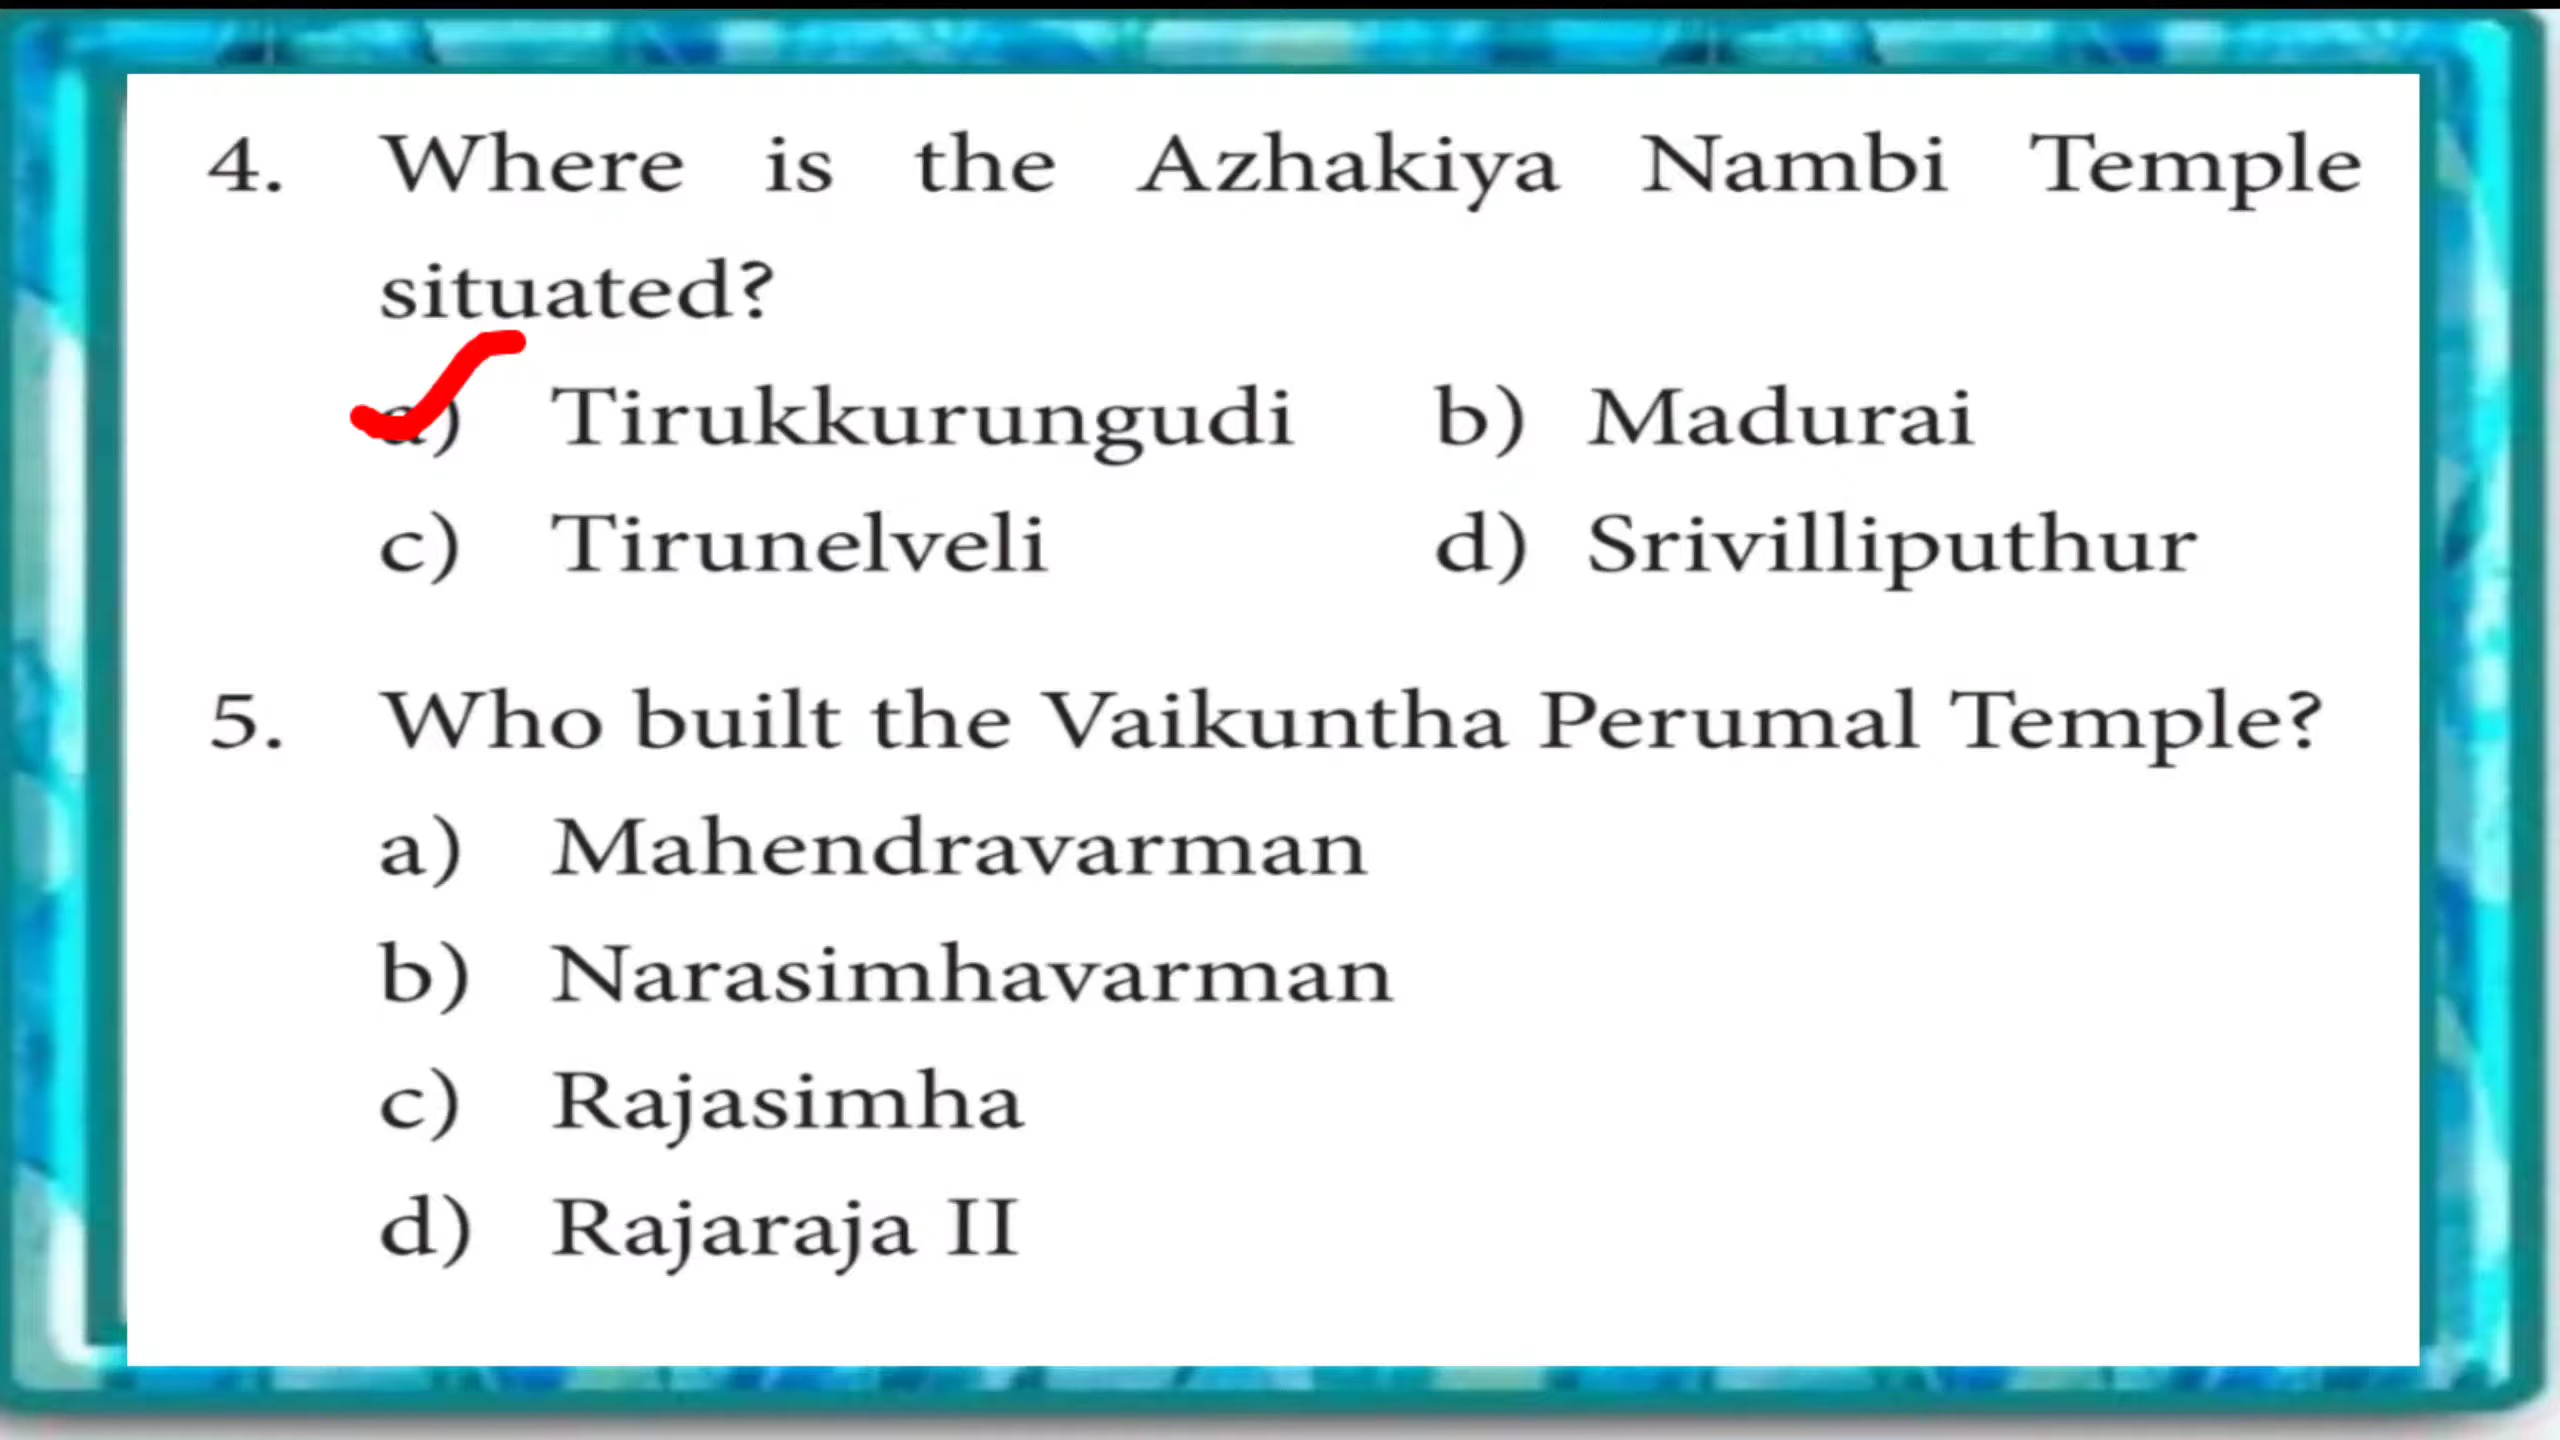 4. Where is the Azhakiya Nambi Temple
situated?
a) Tirukkurungudi b) Madurai
c) Tirunelveli d) Srivilliputhur
5. Who built the Vaikuntha Perumal Temple?
a) Mahendravarman
b) Narasimhavarman
c) Rajasimha
d) Rajaraja II